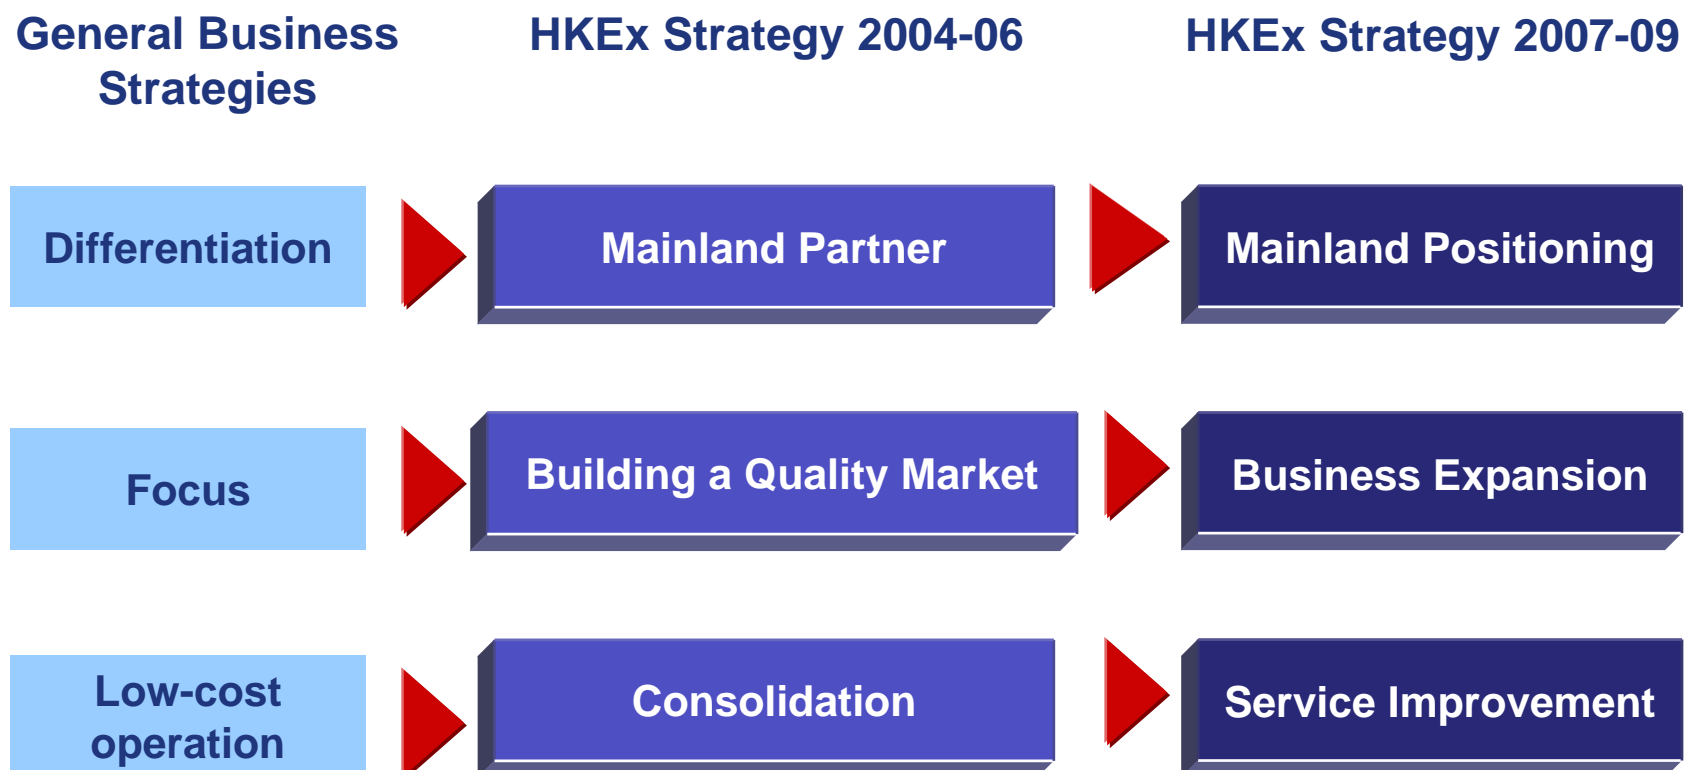 General Business
Strategies
HKEx Strategy 2004-06
HKEx Strategy 2007-09
Differentiation
Mainland Partner
Mainland Positioning
Focus
Building a Quality Market
Business Expansion
Low-cost
operation
Consolidation
Service Improvement